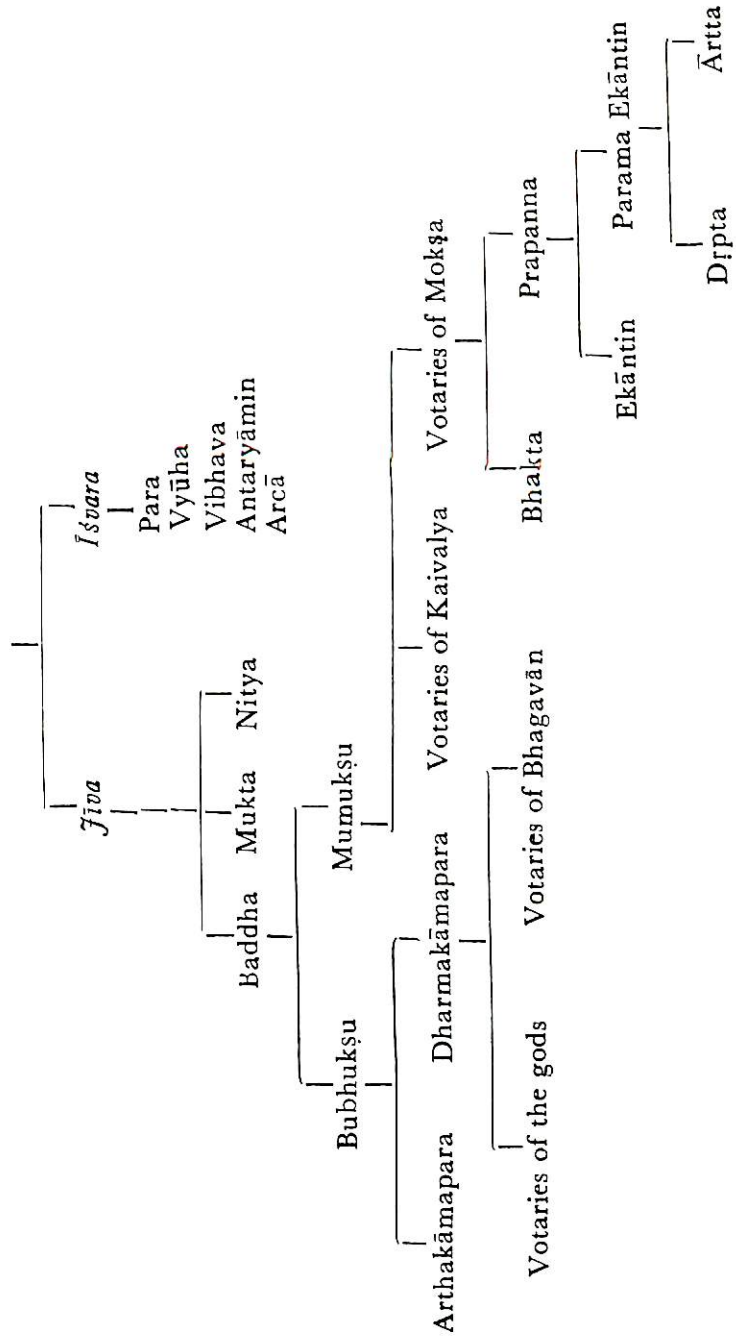 Jīva Īśvara
Para
Vyūha
Vibhava
Antaryāmin
Arcā
Baddha Mukta Nitya
Bubhukṣu Mumukṣu
Arthakāmapara Dharmakāmapara Votaries of Kaivalya Votaries of Mokṣa
Votaries of the gods Votaries of Bhagavān Bhakta Prapanna
Ekāntin Parama Ekāntin
Dṛpta Ārtta